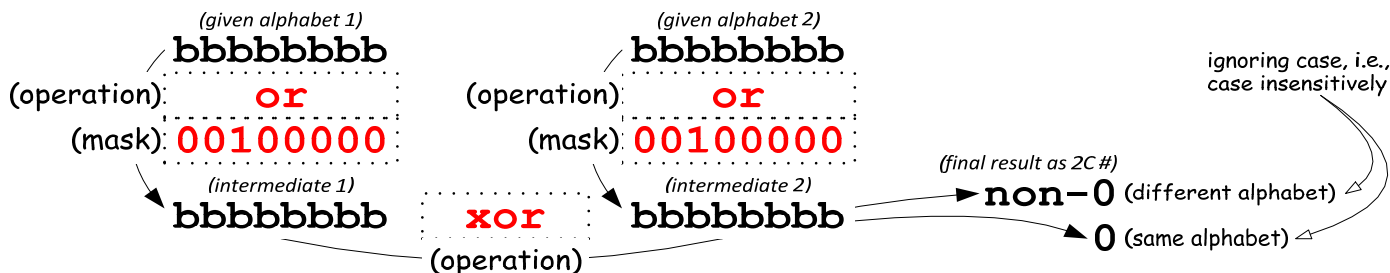 (given alphabet 1)
bbbbbbbb
(operation) or
(mask) 00100000
(intermediate 1)
bbbbbbbb
xor
(operation)
(given alphabet 2)
bbbbbbbb
(operation) or
(mask) 00100000
(intermediate 2)
bbbbbbbb
(final result as 2C #)
non-0 (different alphabet)
0 (same alphabet)
ignoring case, i.e.,
case insensitively